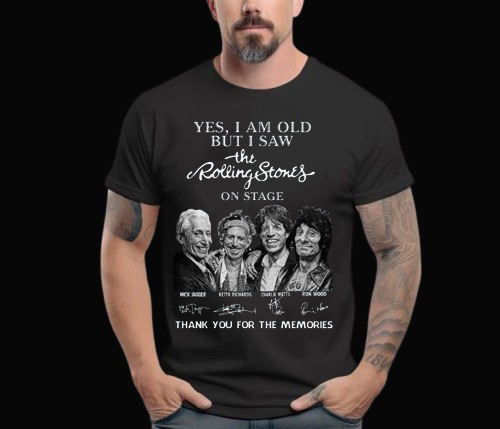 YES, I AM OLD
BUT I SAW
the
Rolling Stones
ON STAGE
MICK JAGGER KEITH RICHARDS CHARLIE WATTS RON WOOD
THANK YOU FOR THE MEMORIES